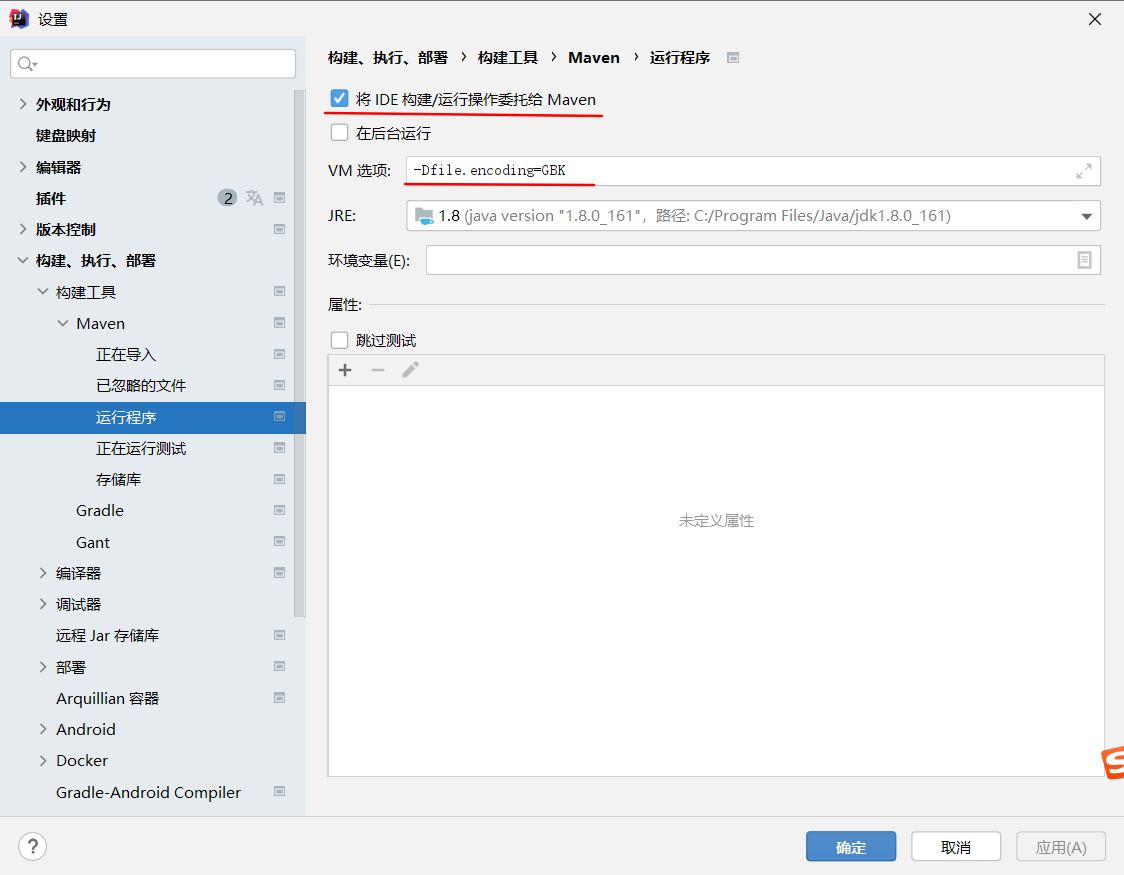 设置
构建、执行、部署 › 构建工具 › Maven › 运行程序
外观和行为
键盘映射
编辑器
插件 2
版本控制
构建、执行、部署
构建工具
Maven
正在导入
已忽略的文件
运行程序
正在运行测试
存储库
Gradle
Gant
编译器
调试器
远程 Jar 存储库
部署
Arquillian 容器
Android
Docker
Gradle-Android Compiler
将 IDE 构建/运行操作委托给 Maven
在后台运行
VM 选项: -Dfile.encoding=GBK
JRE: 1.8 (java version "1.8.0_161", 路径: C:/Program Files/Java/jdk1.8.0_161)
环境变量(E):
属性:
跳过测试
未定义属性
? 确定 取消 应用(A)